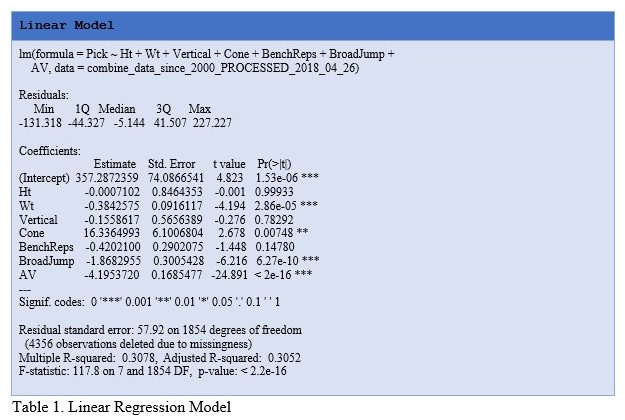 Linear Model
lm(formula = Pick ~ Ht + Wt + Vertical + Cone + BenchReps + BroadJump +
AV, data = combine_data_since_2000_PROCESSED_2018_04_26)
Residuals:
Min 1Q Median 3Q Max
-131.318 -44.327 -5.144 41.507 227.227
Coefficients:
Estimate Std. Error t value Pr(>|t|)
(Intercept) 357.2872359 74.0866541 4.823 1.53e-06 ***
Ht -0.0007102 0.8464353 -0.001 0.99933
Wt -0.3842575 0.0916117 -4.194 2.86e-05 ***
Vertical -0.1558617 0.5656389 -0.276 0.78292
Cone 16.3364993 6.1006804 2.678 0.00748 **
BenchReps -0.4202100 0.2902075 -1.448 0.14780
BroadJump -1.8682955 0.3005428 -6.216 6.27e-10 ***
AV -4.1953720 0.1685477 -24.891 < 2e-16 ***
---
Signif. codes: 0 '***' 0.001 '**' 0.01 '*' 0.05 '.' 0.1 ' ' 1
Residual standard error: 57.92 on 1854 degrees of freedom
(4356 observations deleted due to missingness)
Multiple R-squared: 0.3078, Adjusted R-squared: 0.3052
F-statistic: 117.8 on 7 and 1854 DF, p-value: < 2.2e-16
Table 1. Linear Regression Model